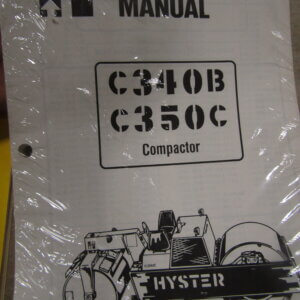 MANUAL
C340B
C350C
Compactor
HYSTER